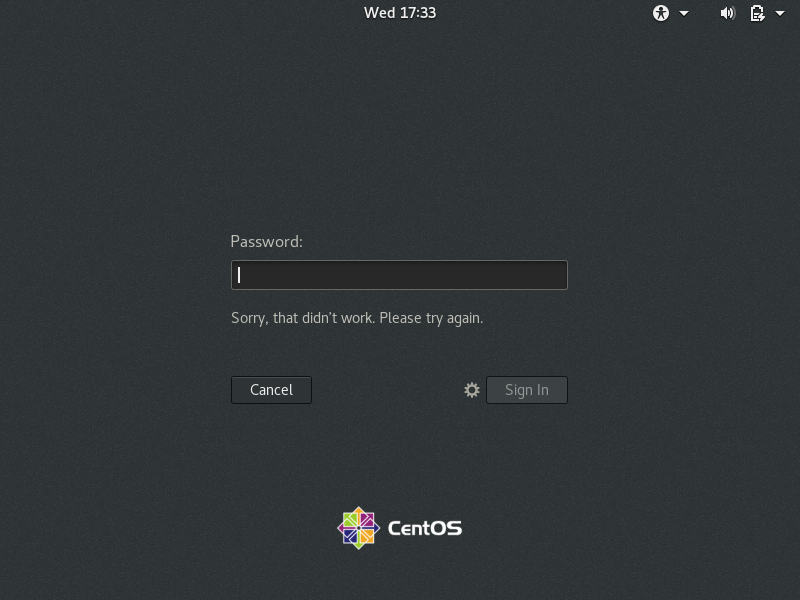 Wed 17:33
Password:
Sorry, that didn't work. Please try again.
Cancel
Sign In
CentOS